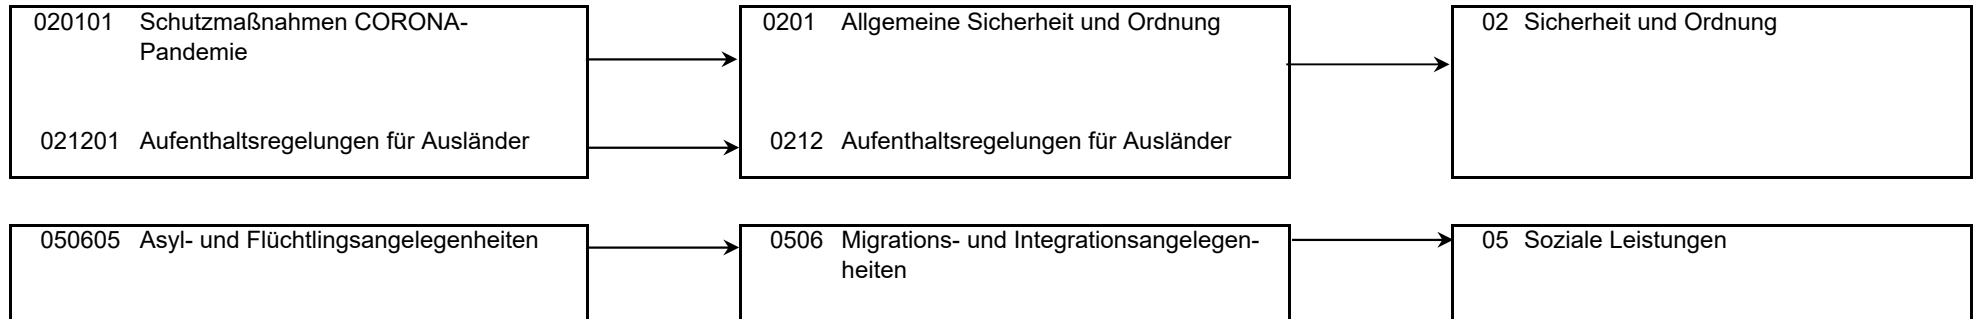 020101 Schutzmaßnahmen CORONA-
Pandemie
0201 Allgemeine Sicherheit und Ordnung
02 Sicherheit und Ordnung
021201 Aufenthaltsregelungen für Ausländer
0212 Aufenthaltsregelungen für Ausländer
050605 Asyl- und Flüchtlingsangelegenheiten
0506 Migrations- und Integrationsangelegen-
heiten
05 Soziale Leistungen